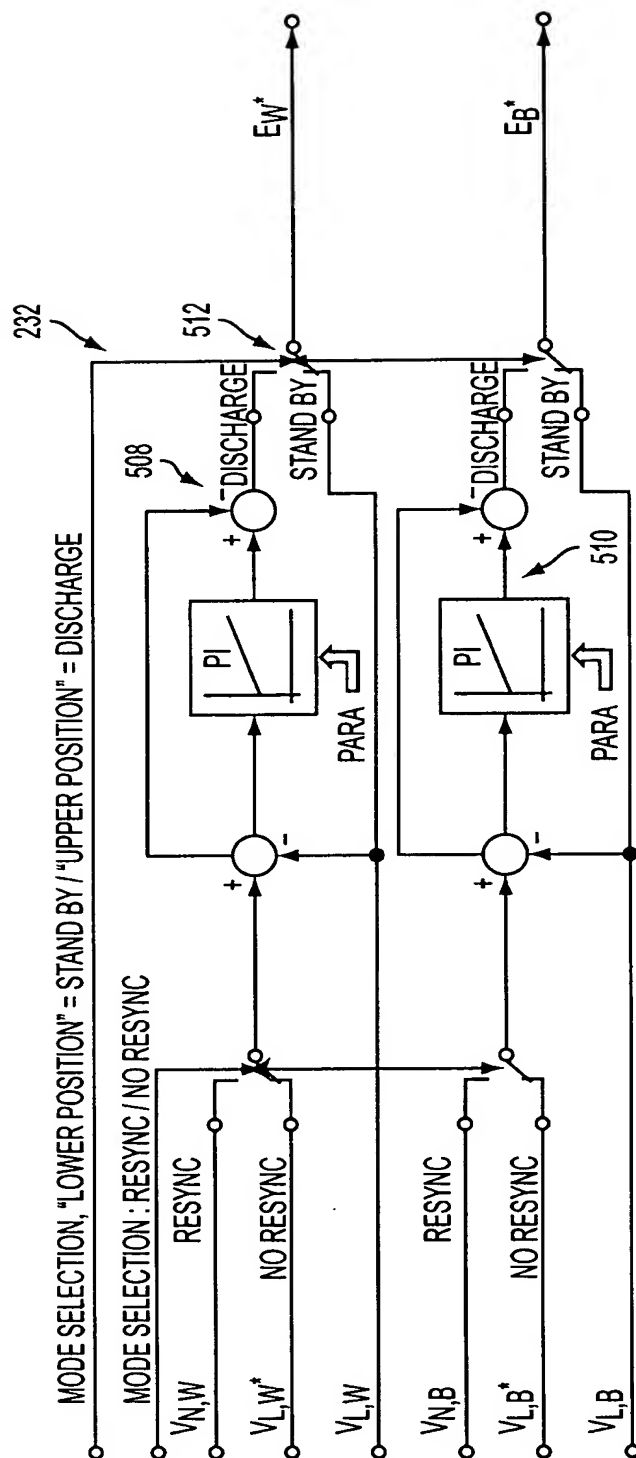 MODE SELECTION, "LOWER POSITION" = STAND BY / "UPPER POSITION" = DISCHARGE
232
MODE SELECTION : RESYNC / NO RESYNC
512
508
V_N,W
RESYNC
V_L,W*
NO RESYNC
V_L,W
+
-
PI
PARA
+
-
DISCHARGE
STAND BY
E_W*
V_N,B
RESYNC
V_L,B*
NO RESYNC
V_L,B
+
-
PI
PARA
510
+
-
DISCHARGE
STAND BY
E_B*